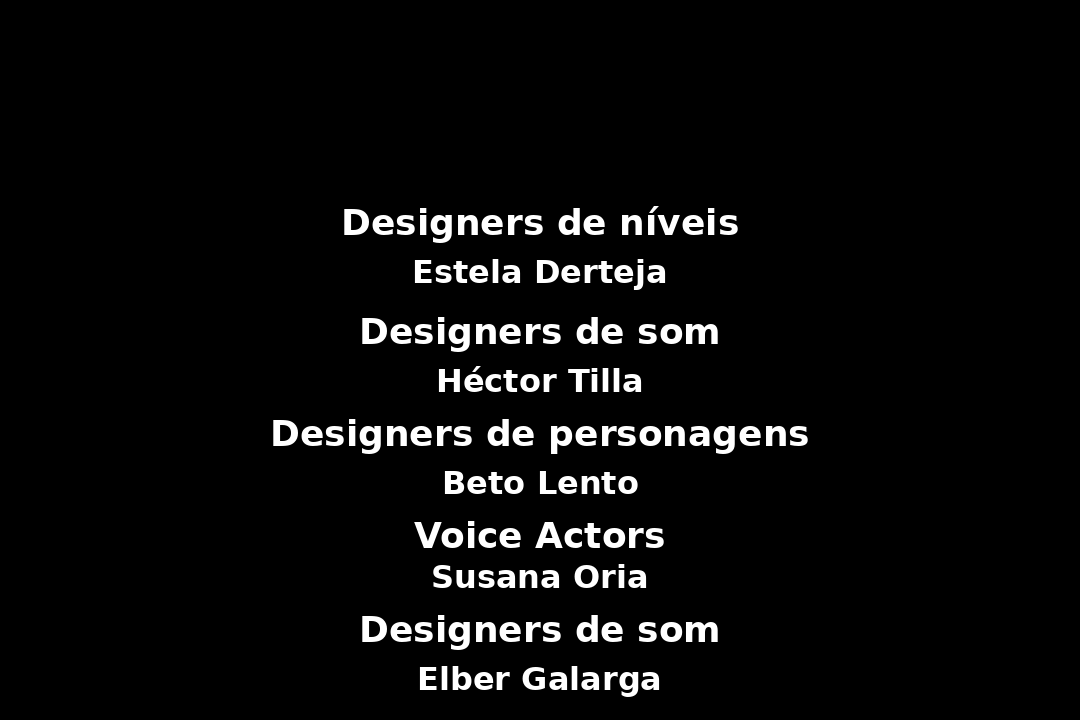 Designers de níveis
Estela Derteja
Designers de som
Héctor Tilla
Designers de personagens
Beto Lento
Voice Actors
Susana Oria
Designers de som
Elber Galarga